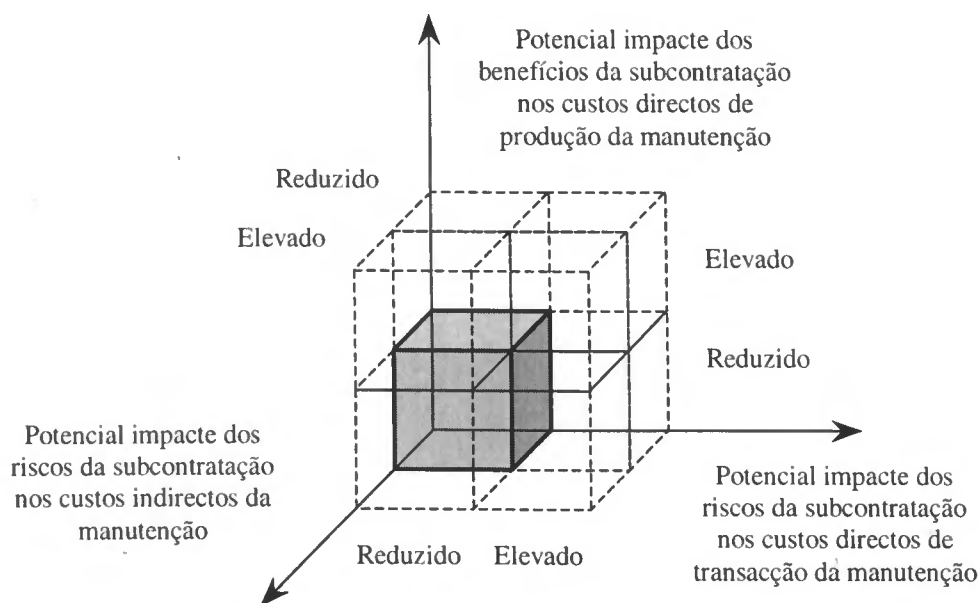 Potencial impacte dos
benefícios da subcontratação
nos custos directos de
produção da manutenção
Reduzido
Elevado
Elevado
Reduzido
Potencial impacte dos
riscos da subcontratação
nos custos indirectos da
manutenção
Reduzido
Elevado
Potencial impacte dos
riscos da subcontratação
nos custos directos de
transacção da manutenção